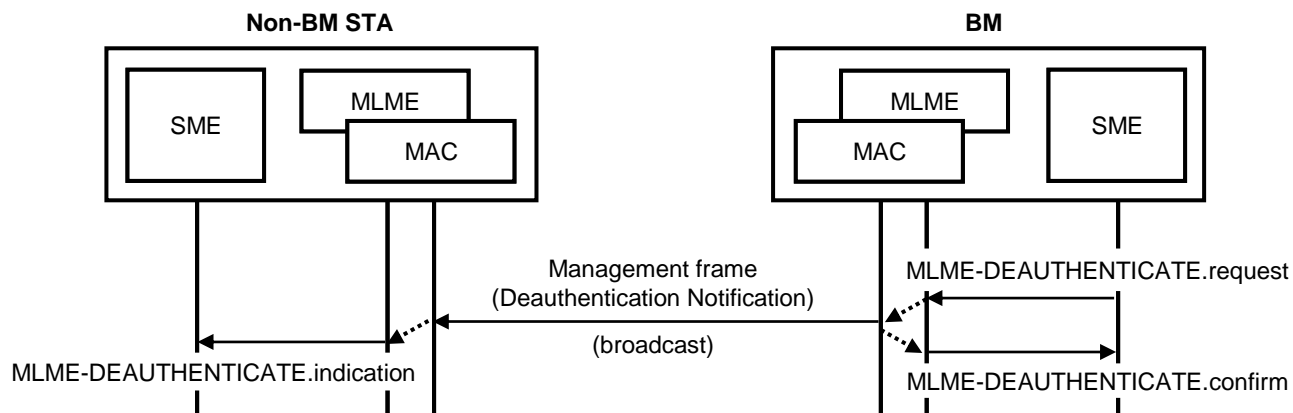 Non-BM STA
BM
SME
MLME
MAC
MLME
MAC
SME
Management frame
(Deauthentication Notification)
(broadcast)
MLME-DEAUTHENTICATE.request
MLME-DEAUTHENTICATE.indication
MLME-DEAUTHENTICATE.confirm